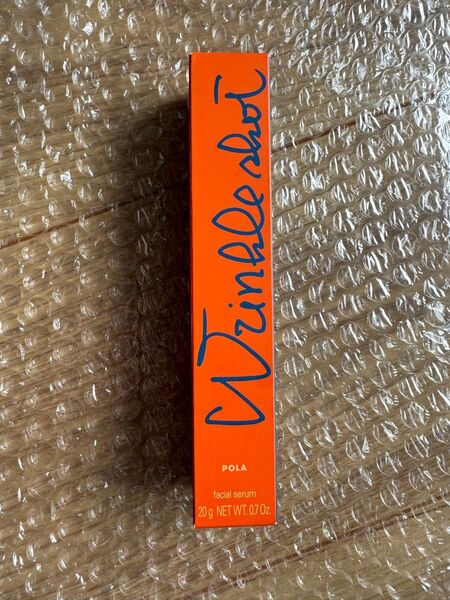 Wrinkle shot
POLA
facial serum
20 g NET WT. 0.7 Oz.